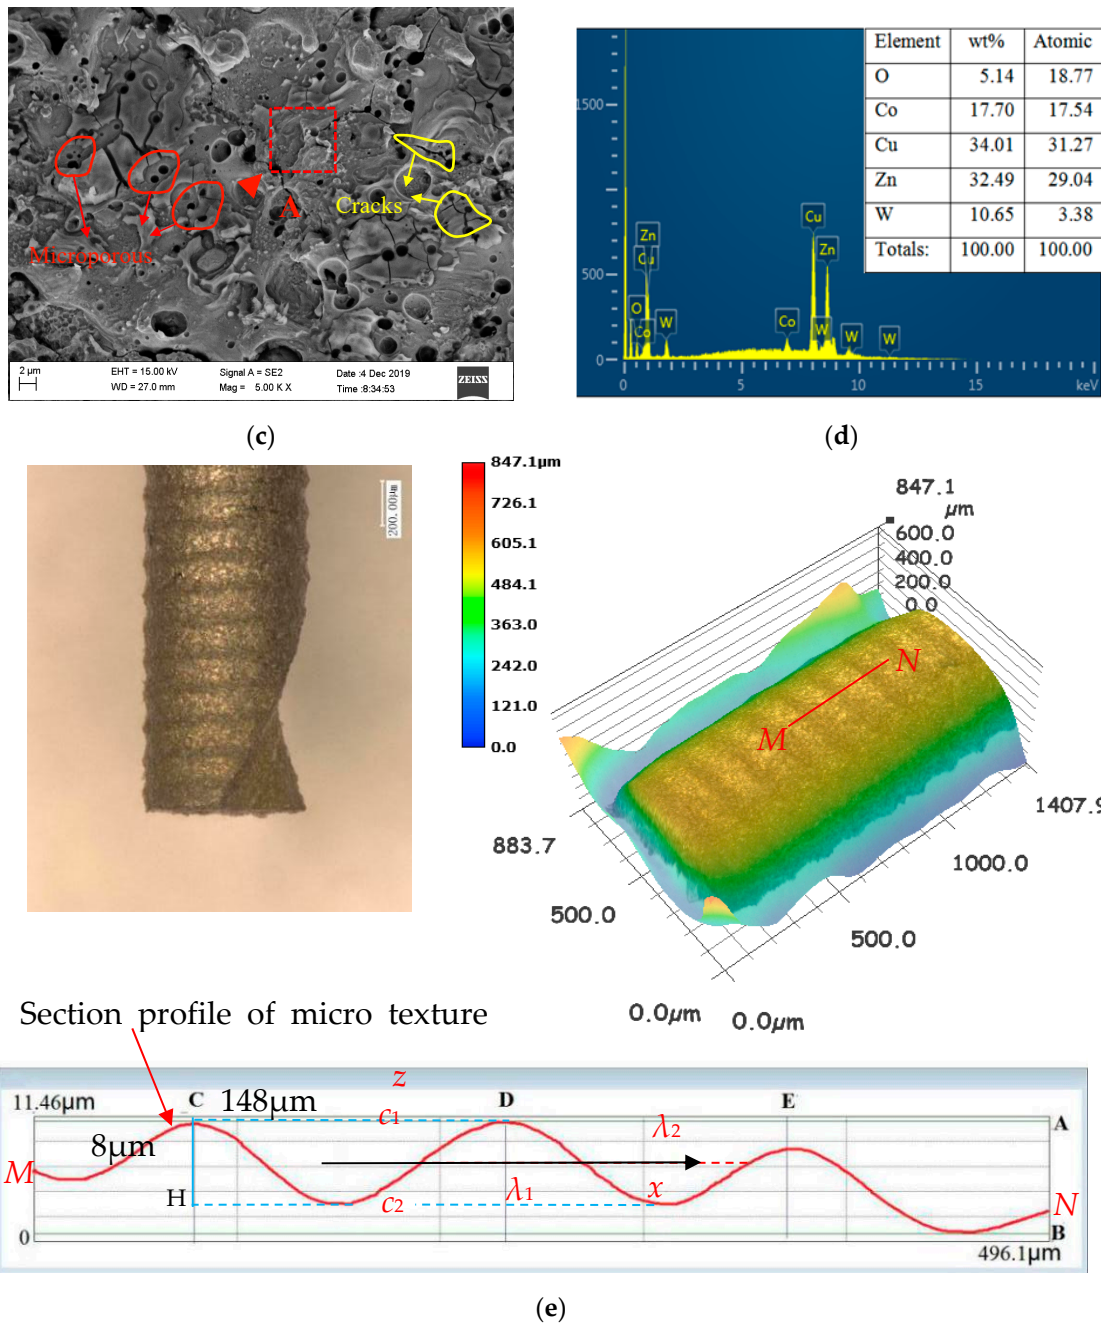 Microporous
A
Cracks
2 µm
EHT = 15.00 kV
Signal A = SE2
Date :4 Dec 2019
WD = 27.0 mm
Mag = 5.00 K X
Time :8:34:53
ZEISS
(c)
Element wt% Atomic
O 5.14 18.77
Co 17.70 17.54
Cu 34.01 31.27
Zn 32.49 29.04
W 10.65 3.38
Totals: 100.00 100.00
1500
500
0
Cu
Zn
Zn
Cu
O
Co
W
Co
W
W
W
0 5 10 15 keV
(d)
200.00µm
847.1µm
726.1
605.1
484.1
363.0
242.0
121.0
0.0
847.1
µm
600.0
400.0
200.0
0.0
N
M
1407.9
1000.0
500.0
0.0µm
883.7
500.0
0.0µm
Section profile of micro texture
z
11.46µm C 148µm c1 D λ2 E A
8µm
M
H c2 λ1 x N
0 B
496.1µm
(e)